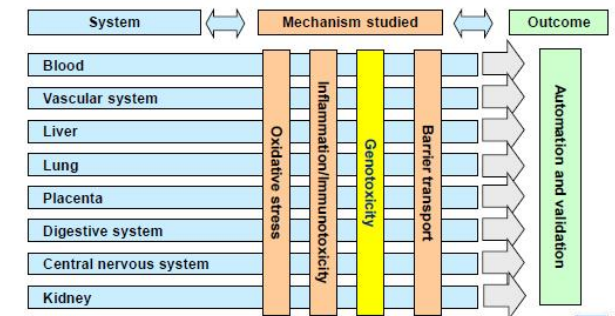 System
Mechanism studied
Outcome
Blood
Vascular system
Liver
Lung
Placenta
Digestive system
Central nervous system
Kidney
Oxidative stress
Inflammation/Immunotoxicity
Genotoxicity
Barrier transport
Automation and validation